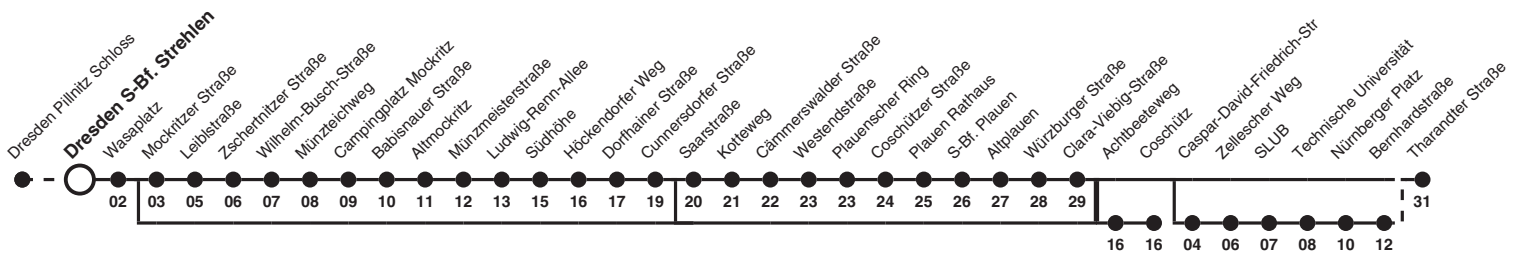 Dresden Pillnitz Schloss
Dresden S-Bf. Strehlen
Wasaplatz
Mockritzer Straße
Leiblstraße
Zschertnitzer Straße
Wilhelm-Busch-Straße
Münzteichweg
Campingplatz Mockritz
Babisnauer Straße
Altmockritz
Münzmeisterstraße
Ludwig-Renn-Allee
Südhöhe
Höckendorfer Weg
Dorfhainer Straße
Cunnersdorfer Straße
Saarstraße
Kotteweg
Cämmerswalder Straße
Westendstraße
Plauenscher Ring
Coschützer Straße
Plauen Rathaus
S-Bf. Plauen
Altplauen
Würzburger Straße
Clara-Viebig-Straße
Achtbeeteweg
Coschütz
Caspar-David-Friedrich-Str
Zellescher Weg
SLUB
Technische Universität
Nürnberger Platz
Bernhardstraße
Tharandter Straße
02 03 05 06 07 08 09 10 11 12 13 15 16 17 19 20 21 22 23 23 24 25 26 27 28 29 31
16 16 04 06 07 08 10 12